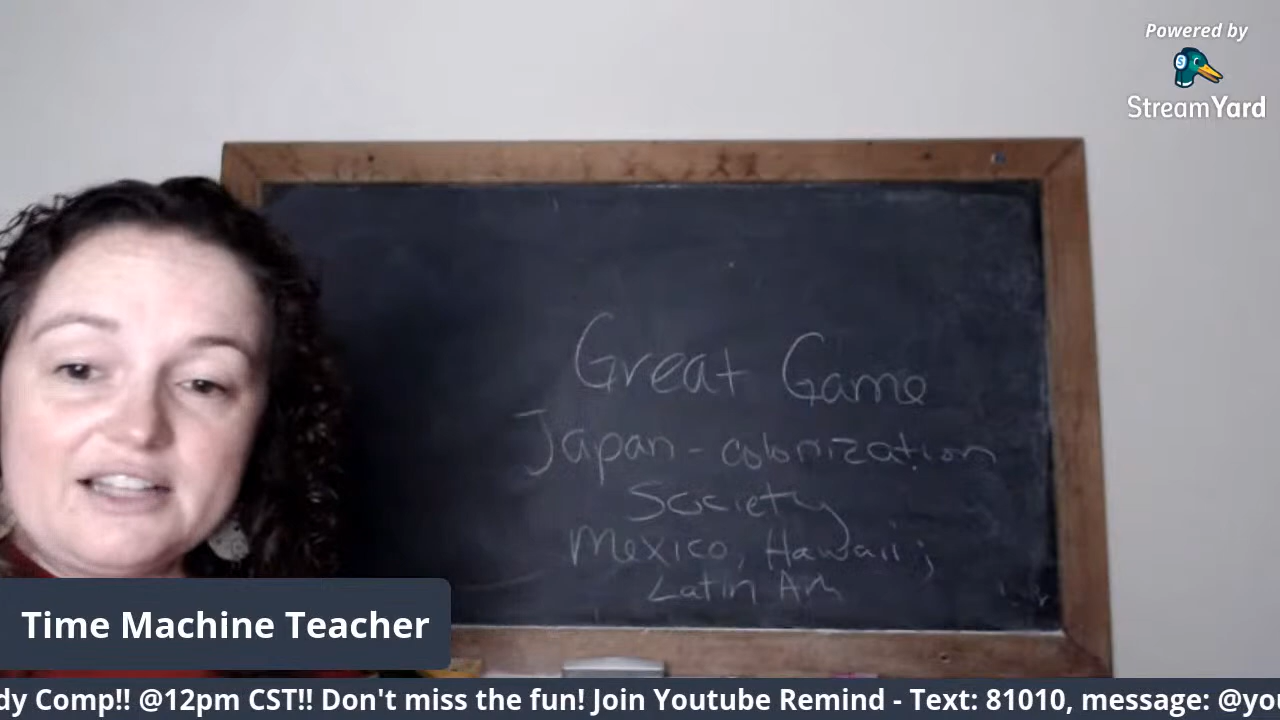 Powered by
StreamYard
Great Game
Japan - colonization
Society
Mexico, Hawaii;
Latin Am
Time Machine Teacher
dy Comp!! @12pm CST!! Don't miss the fun! Join Youtube Remind - Text: 81010, message: @you